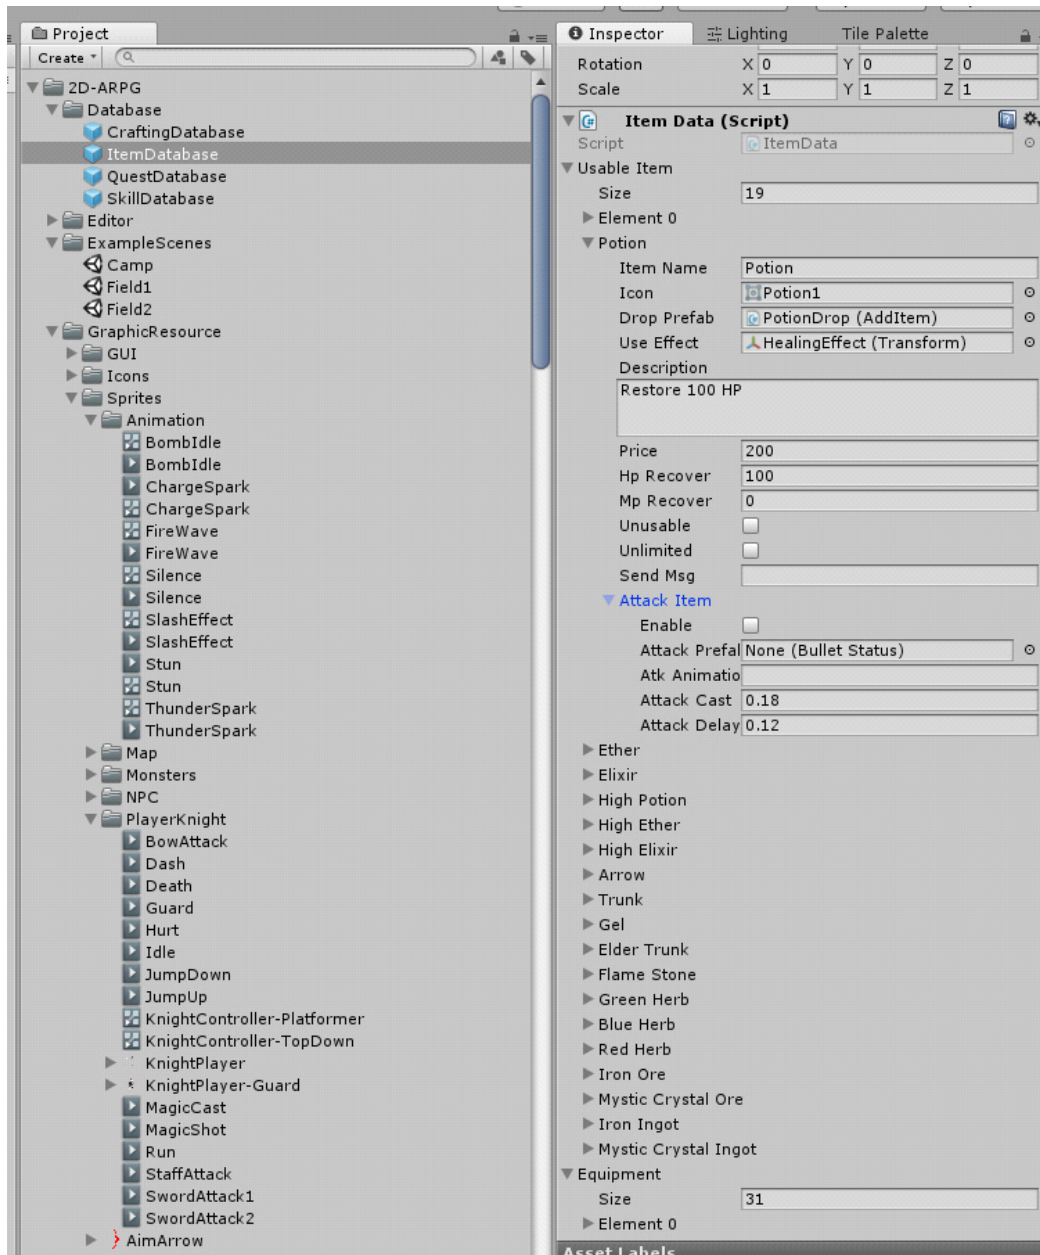 Project
Create
2D-ARPG
Database
CraftingDatabase
ItemDatabase
QuestDatabase
SkillDatabase
Editor
ExampleScenes
Camp
Field1
Field2
GraphicResource
GUI
Icons
Sprites
Animation
BombIdle
BombIdle
ChargeSpark
ChargeSpark
FireWave
FireWave
Silence
Silence
SlashEffect
SlashEffect
Stun
Stun
ThunderSpark
ThunderSpark
Map
Monsters
NPC
PlayerKnight
BowAttack
Dash
Death
Guard
Hurt
Idle
JumpDown
JumpUp
KnightController-Platformer
KnightController-TopDown
KnightPlayer
KnightPlayer-Guard
MagicCast
MagicShot
Run
StaffAttack
SwordAttack1
SwordAttack2
AimArrow
Inspector Lighting Tile Palette
Rotation X 0 Y 0 Z 0
Scale X 1 Y 1 Z 1
Item Data (Script)
Script ItemData
Usable Item
Size 19
Element 0
Potion
Item Name Potion
Icon Potion1
Drop Prefab PotionDrop (AddItem)
Use Effect HealingEffect (Transform)
Description
Restore 100 HP
Price 200
Hp Recover 100
Mp Recover 0
Unusable
Unlimited
Send Msg
Attack Item
Enable
Attack Prefal None (Bullet Status)
Atk Animatio
Attack Cast 0.18
Attack Delay 0.12
Ether
Elixir
High Potion
High Ether
High Elixir
Arrow
Trunk
Gel
Elder Trunk
Flame Stone
Green Herb
Blue Herb
Red Herb
Iron Ore
Mystic Crystal Ore
Iron Ingot
Mystic Crystal Ingot
Equipment
Size 31
Element 0
Asset Labels